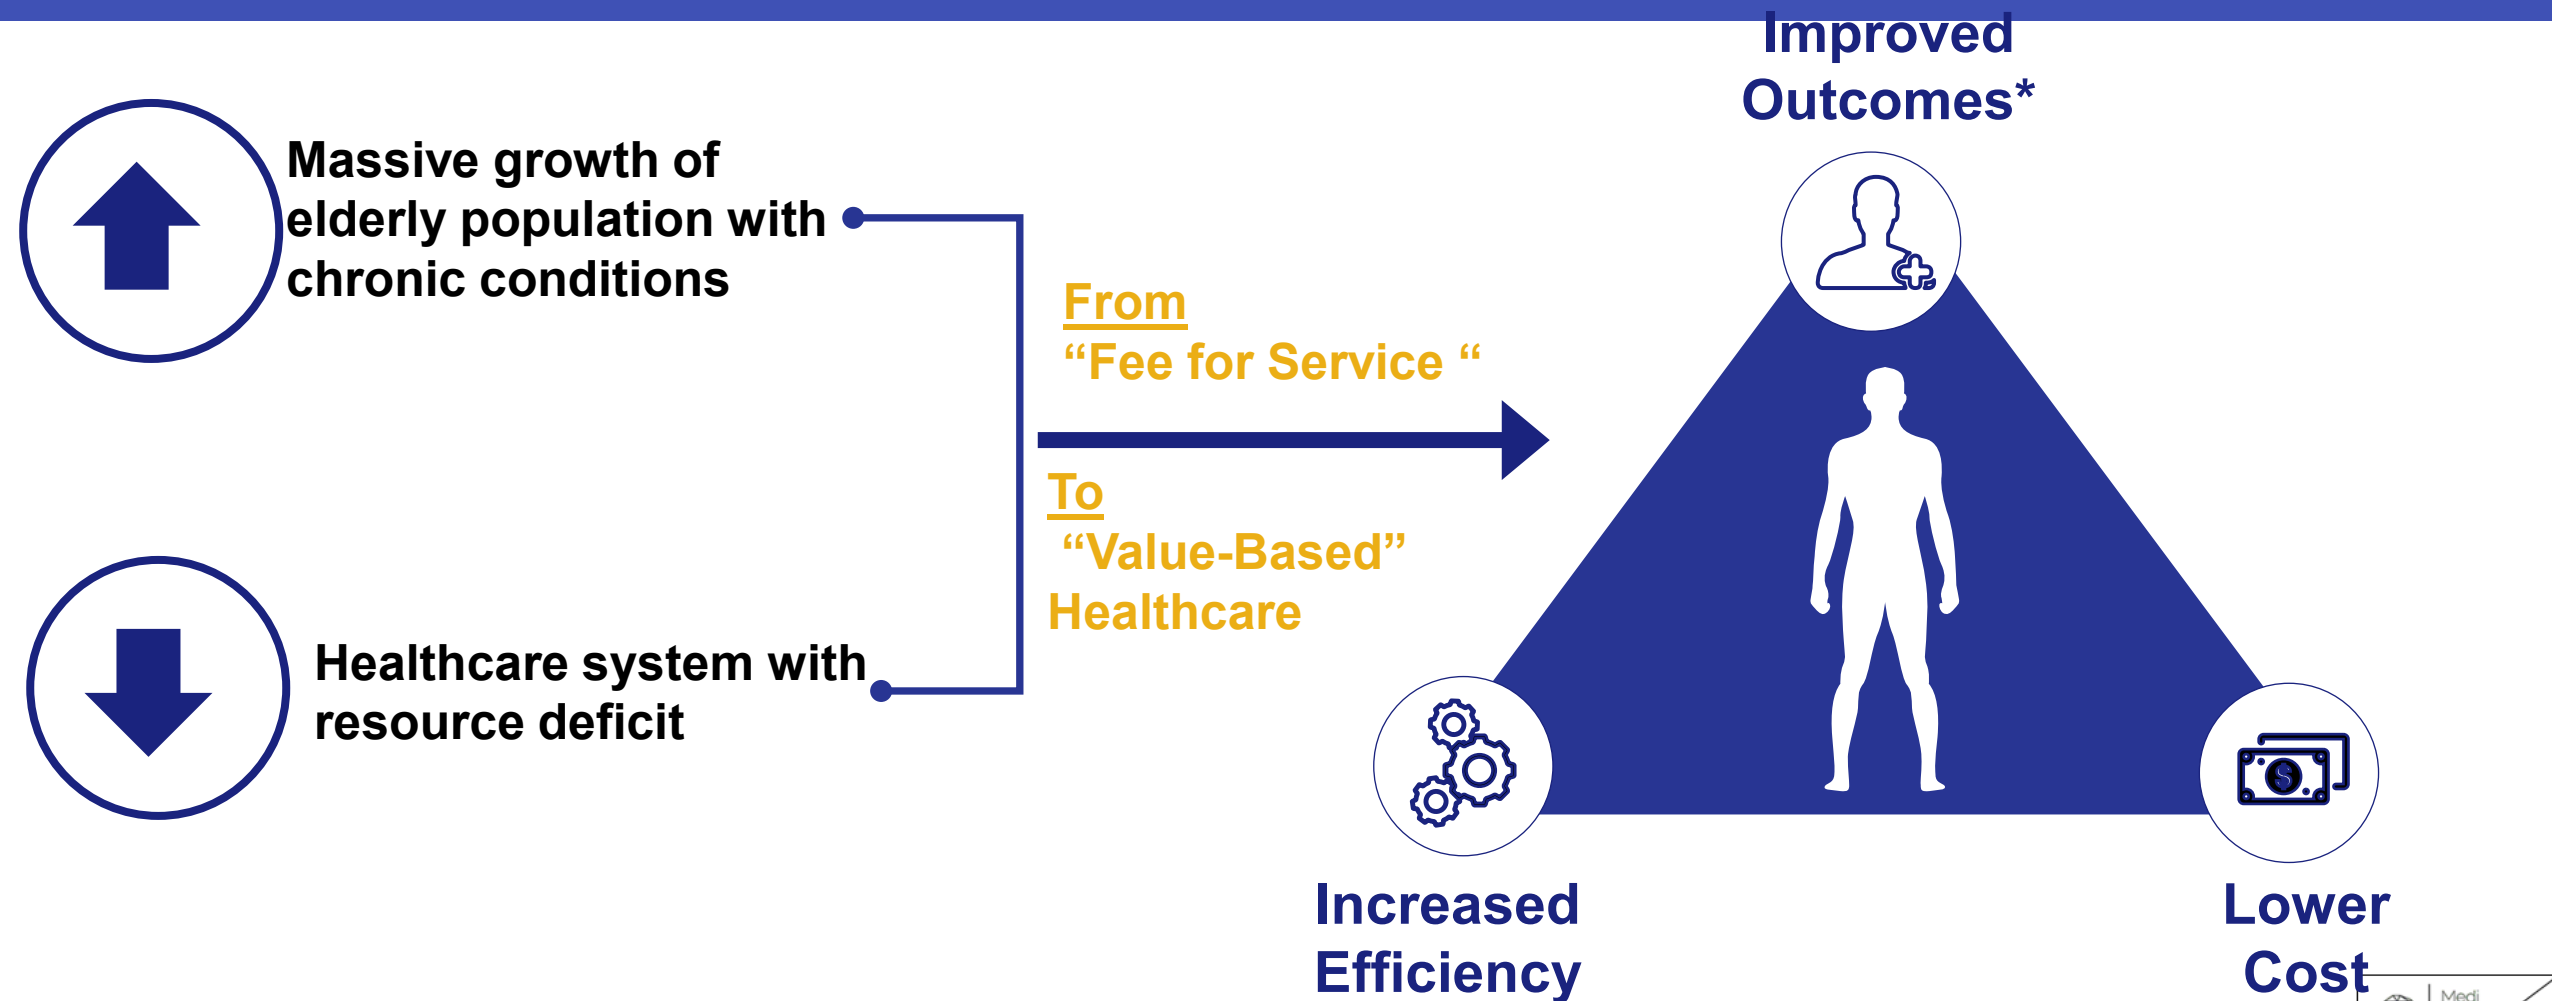 Massive growth of
elderly population with
chronic conditions
Healthcare system with
resource deficit
From
“Fee for Service “
To
“Value-Based”
Healthcare
Improved
Outcomes*
$
Increased
Efficiency
Lower
Cost
Medi